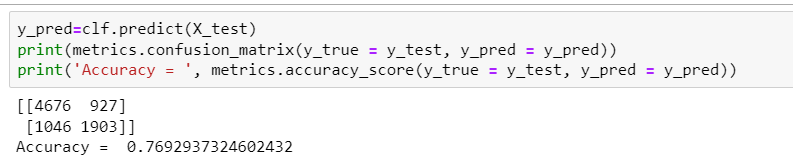 y_pred=clf.predict(X_test)
print(metrics.confusion_matrix(y_true = y_test, y_pred = y_pred))
print('Accuracy = ', metrics.accuracy_score(y_true = y_test, y_pred = y_pred))
[[4676  927]
 [1046 1903]]
Accuracy =  0.7692937324602432